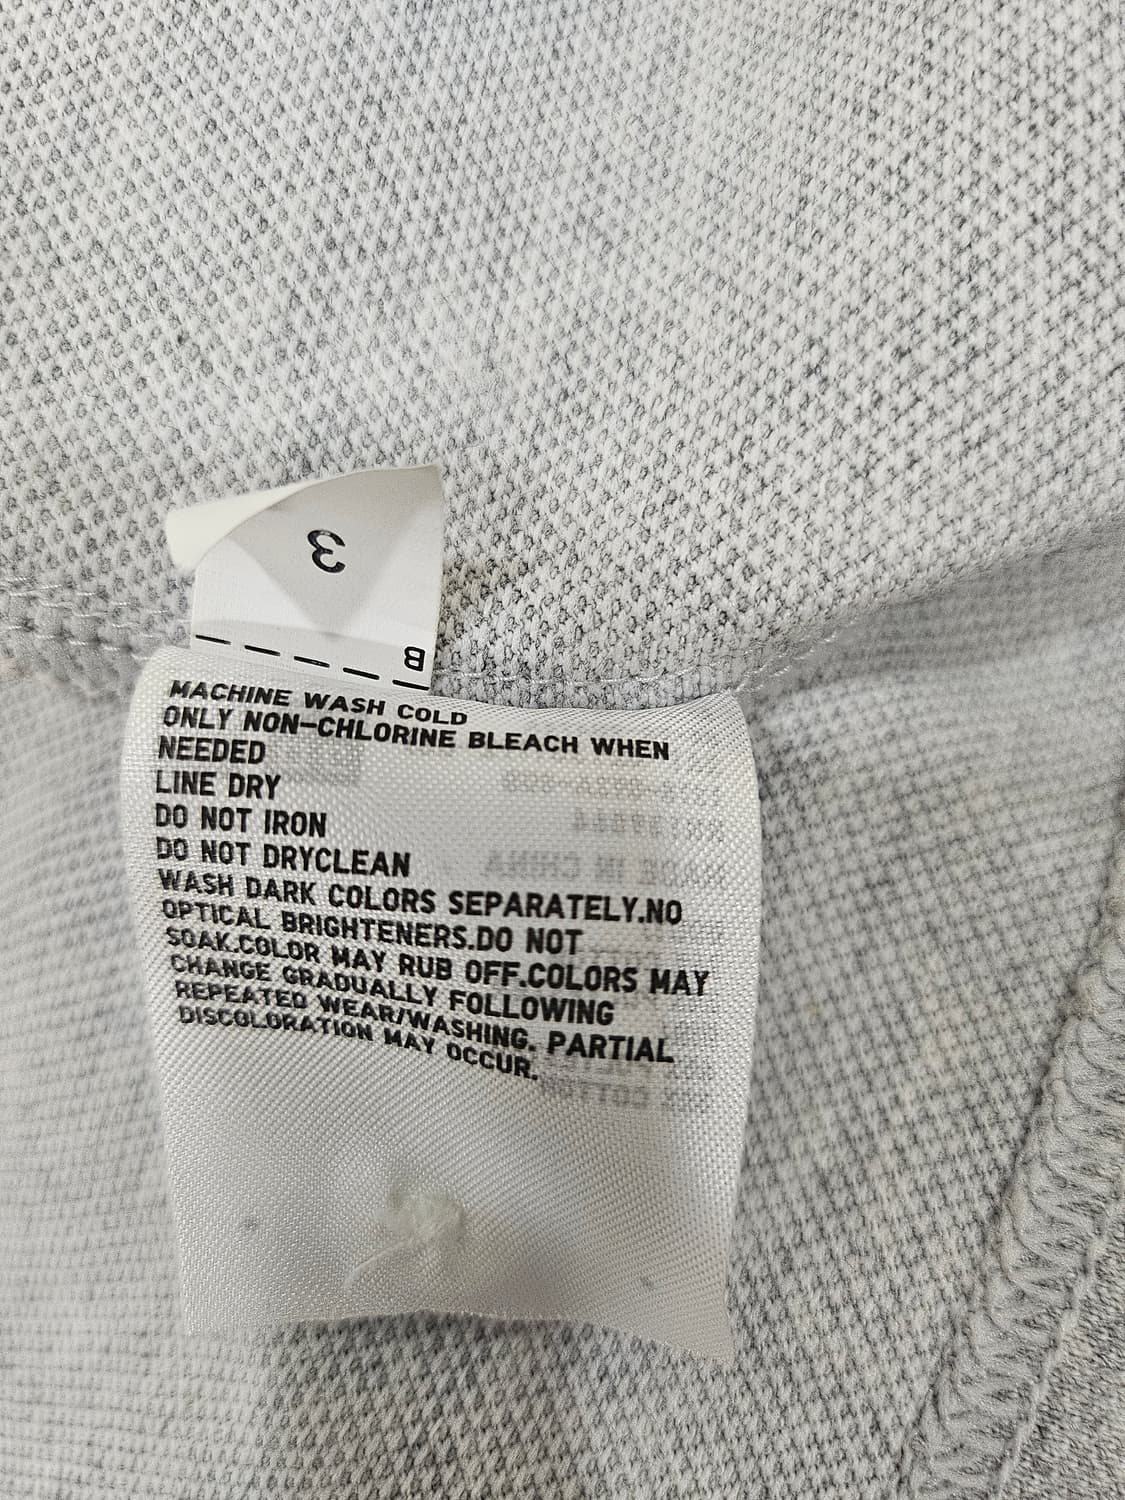 3
B
MACHINE WASH COLD
ONLY NON-CHLORINE BLEACH WHEN
NEEDED
LINE DRY
DO NOT IRON
DO NOT DRYCLEAN
WASH DARK COLORS SEPARATELY.NO
OPTICAL BRIGHTENERS.DO NOT
SOAK.COLOR MAY RUB OFF.COLORS MAY
CHANGE GRADUALLY FOLLOWING
REPEATED WEAR/WASHING. PARTIAL
DISCOLORATION MAY OCCUR.